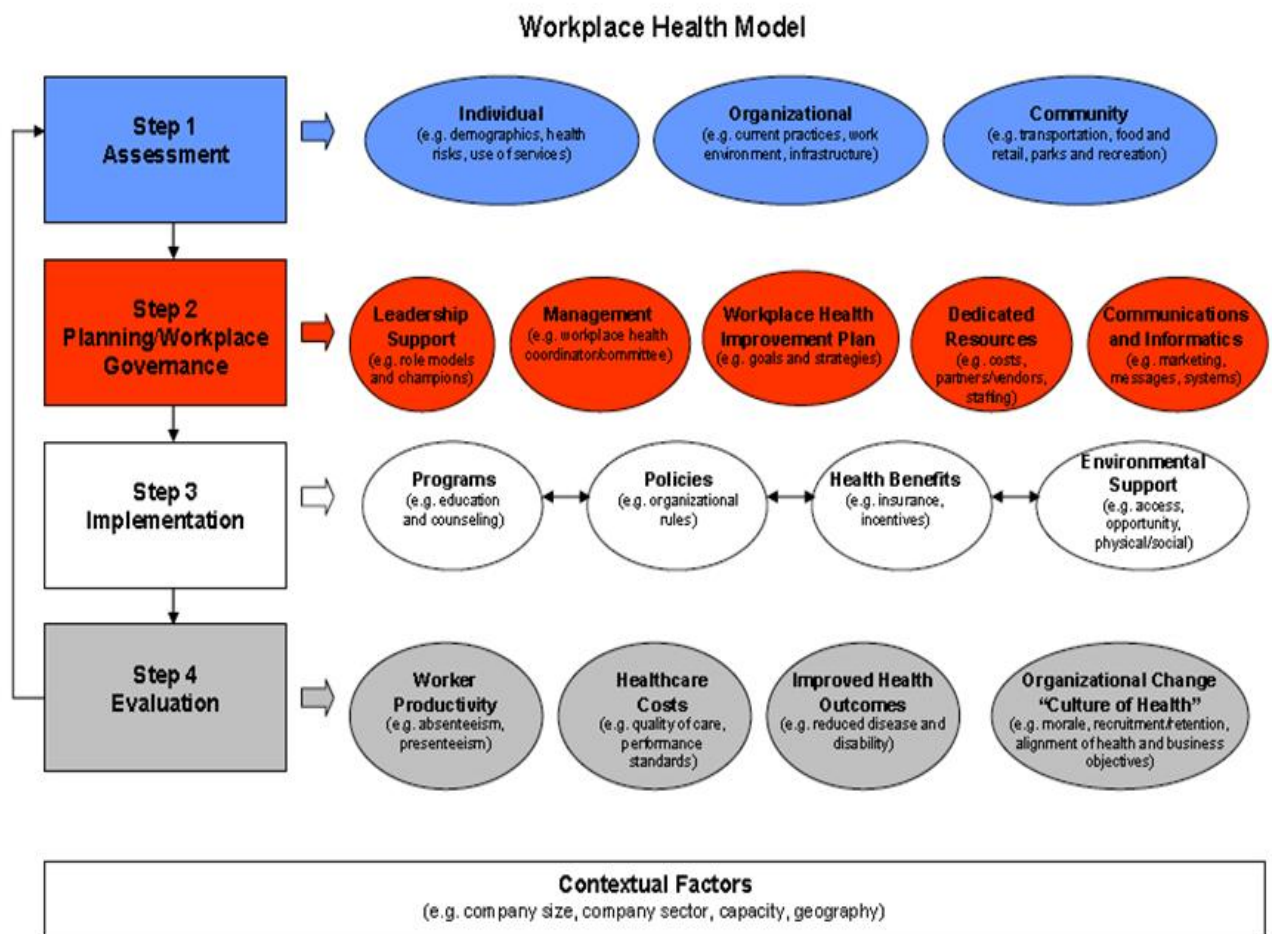 Workplace Health Model
Step 1
Assessment
Individual
(e.g. demographics, health
risks, use of services)
Organizational
(e.g. current practices, work
environment, infrastructure)
Community
(e.g. transportation, food and
retail, parks and recreation)
Step 2
Planning/Workplace
Governance
Leadership
Support
(e.g. role models
and champions)
Management
(e.g. workplace health
coordinator/committee)
Workplace Health
Improvement Plan
(e.g. goals and strategies)
Dedicated
Resources
(e.g. costs,
partners/vendors,
staffing)
Communications
and Informatics
(e.g. marketing,
messages, systems)
Step 3
Implementation
Programs
(e.g. education
and counseling)
Policies
(e.g. organizational
rules)
Health Benefits
(e.g. insurance,
incentives)
Environmental
Support
(e.g. access,
opportunity,
physical/social)
Step 4
Evaluation
Worker
Productivity
(e.g. absenteeism,
presenteeism)
Healthcare
Costs
(e.g. quality of care,
performance
standards)
Improved Health
Outcomes
(e.g. reduced disease and
disability)
Organizational Change
“Culture of Health”
(e.g. morale, recruitment/retention,
alignment of health and business
objectives)
Contextual Factors
(e.g. company size, company sector, capacity, geography)